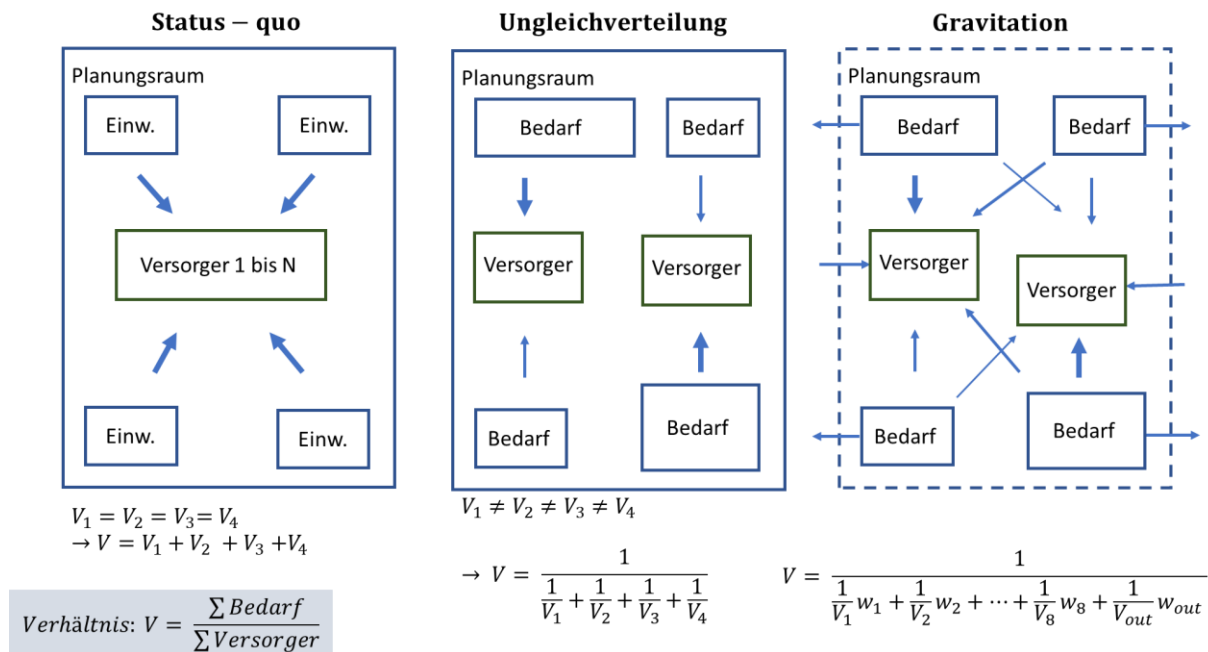 Status – quo
Planungsraum
Einw.
Einw.
Versorger 1 bis N
Einw.
Einw.
V₁ = V₂ = V₃= V₄
→ V = V₁ + V₂ + V₃ +V₄
Verhältnis: V = ∑ Bedarf / ∑ Versorger
Ungleichverteilung
Planungsraum
Bedarf
Bedarf
Versorger
Versorger
Bedarf
Bedarf
V₁ ≠ V₂ ≠ V₃ ≠ V₄
→ V = 1 / (1/V₁ + 1/V₂ + 1/V₃ + 1/V₄)
Gravitation
Planungsraum
Bedarf
Bedarf
Versorger
Versorger
Bedarf
Bedarf
V = 1 / (1/V₁ w₁ + 1/V₂ w₂ + ⋯ + 1/V₈ w₈ + 1/V_out w_out)